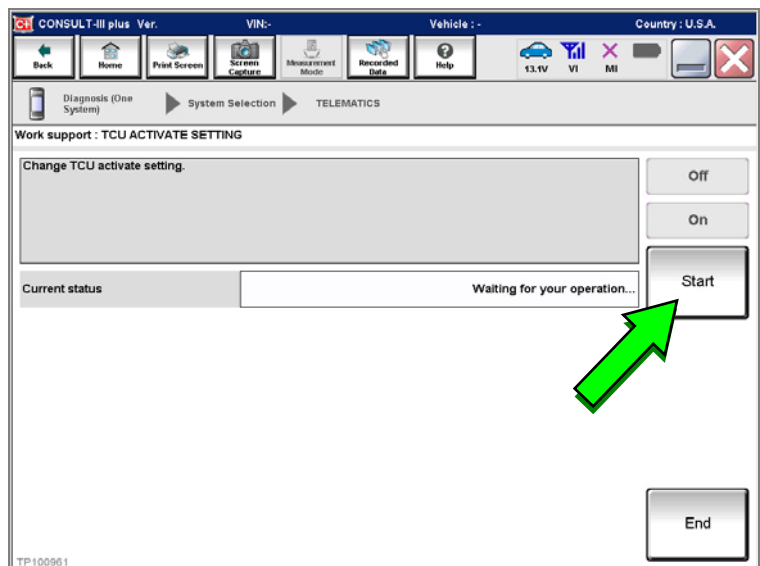 CONSULT-III plus Ver. VIN:- Vehicle : - Country : U.S.A.
Back Home Print Screen Screen Capture Measurement Mode Recorded Data Help 13.1V VI MI
Diagnosis (One System) System Selection TELEMATICS
Work support : TCU ACTIVATE SETTING
Change TCU activate setting.
Off
On
Current status Waiting for your operation... Start
End
TP100961